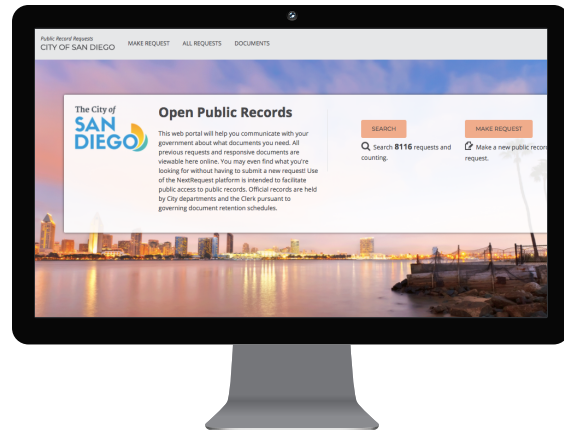 Public Record Requests
CITY OF SAN DIEGO
MAKE REQUEST
ALL REQUESTS
DOCUMENTS
The City of
SAN
DIEGO
Open Public Records
This web portal will help you communicate with your
government about what documents you need. All
previous requests and responsive documents are
viewable here online. You may even find what you're
looking for without having to submit a new request! Use
of the NextRequest platform is intended to facilitate
public access to public records. Official records are held
by City departments and the Clerk pursuant to
governing document retention schedules.
SEARCH
Search 8116 requests and
counting.
MAKE REQUEST
Make a new public recor
request.